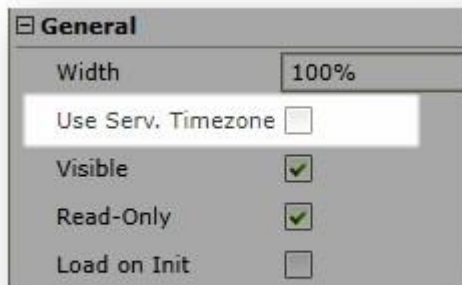 General
Width 100%
Use Serv. Timezone
Visible
Read-Only
Load on Init